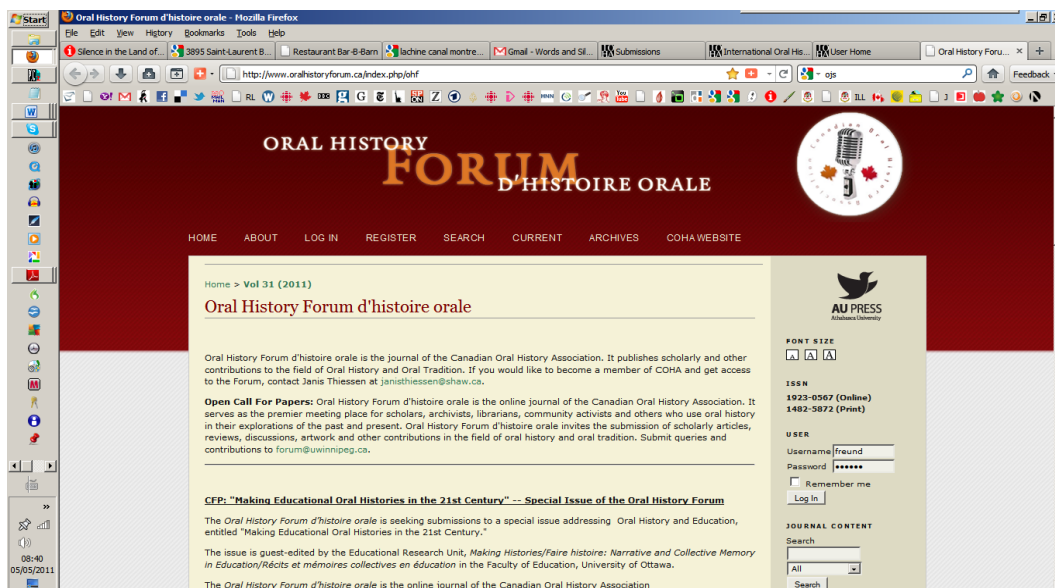 Start
Oral History Forum d'histoire orale - Mozilla Firefox
File Edit View History Bookmarks Tools Help
Silence in the Land of... 3895 Saint-Laurent B... Restaurant Bar-B-Barn lachine canal montre... Gmail - Words and Sil... Submissions International Oral His... User Home Oral History Foru...
http://www.oralhistoryforum.ca/index.php/ohf
ojs
Feedback
RL
ILL
ORAL HISTORY
FORUM
D'HISTOIRE ORALE
Canadian Oral History Association
HOME ABOUT LOG IN REGISTER SEARCH CURRENT ARCHIVES COHA WEBSITE
Home > Vol 31 (2011)
Oral History Forum d'histoire orale
Oral History Forum d'histoire orale is the journal of the Canadian Oral History Association. It publishes scholarly and other
contributions to the field of Oral History and Oral Tradition. If you would like to become a member of COHA and get access
to the Forum, contact Janis Thiessen at janisthiessen@shaw.ca.
Open Call For Papers: Oral History Forum d'histoire orale is the online journal of the Canadian Oral History Association. It
serves as the premier meeting place for scholars, archivists, librarians, community activists and others who use oral history
in their explorations of the past and present. Oral History Forum d'histoire orale invites the submission of scholarly articles,
reviews, discussions, artwork and other contributions in the field of oral history and oral tradition. Submit queries and
contributions to forum@uwinnipeg.ca.
CFP: "Making Educational Oral Histories in the 21st Century" -- Special Issue of the Oral History Forum
The Oral History Forum d'histoire orale is seeking submissions to a special issue addressing Oral History and Education,
entitled "Making Educational Oral Histories in the 21st Century."
The issue is guest-edited by the Educational Research Unit, Making Histories/Faire histoire: Narrative and Collective Memory
in Education/Récits et mémoires collectives en éducation in the Faculty of Education, University of Ottawa.
The Oral History Forum d'histoire orale is the online journal of the Canadian Oral History Association
AU PRESS
Athabasca University
FONT SIZE
A A A
ISSN
1923-0567 (Online)
1482-5872 (Print)
USER
Username freund
Password
Remember me
Log In
JOURNAL CONTENT
Search
All
Search
08:40
05/05/2011